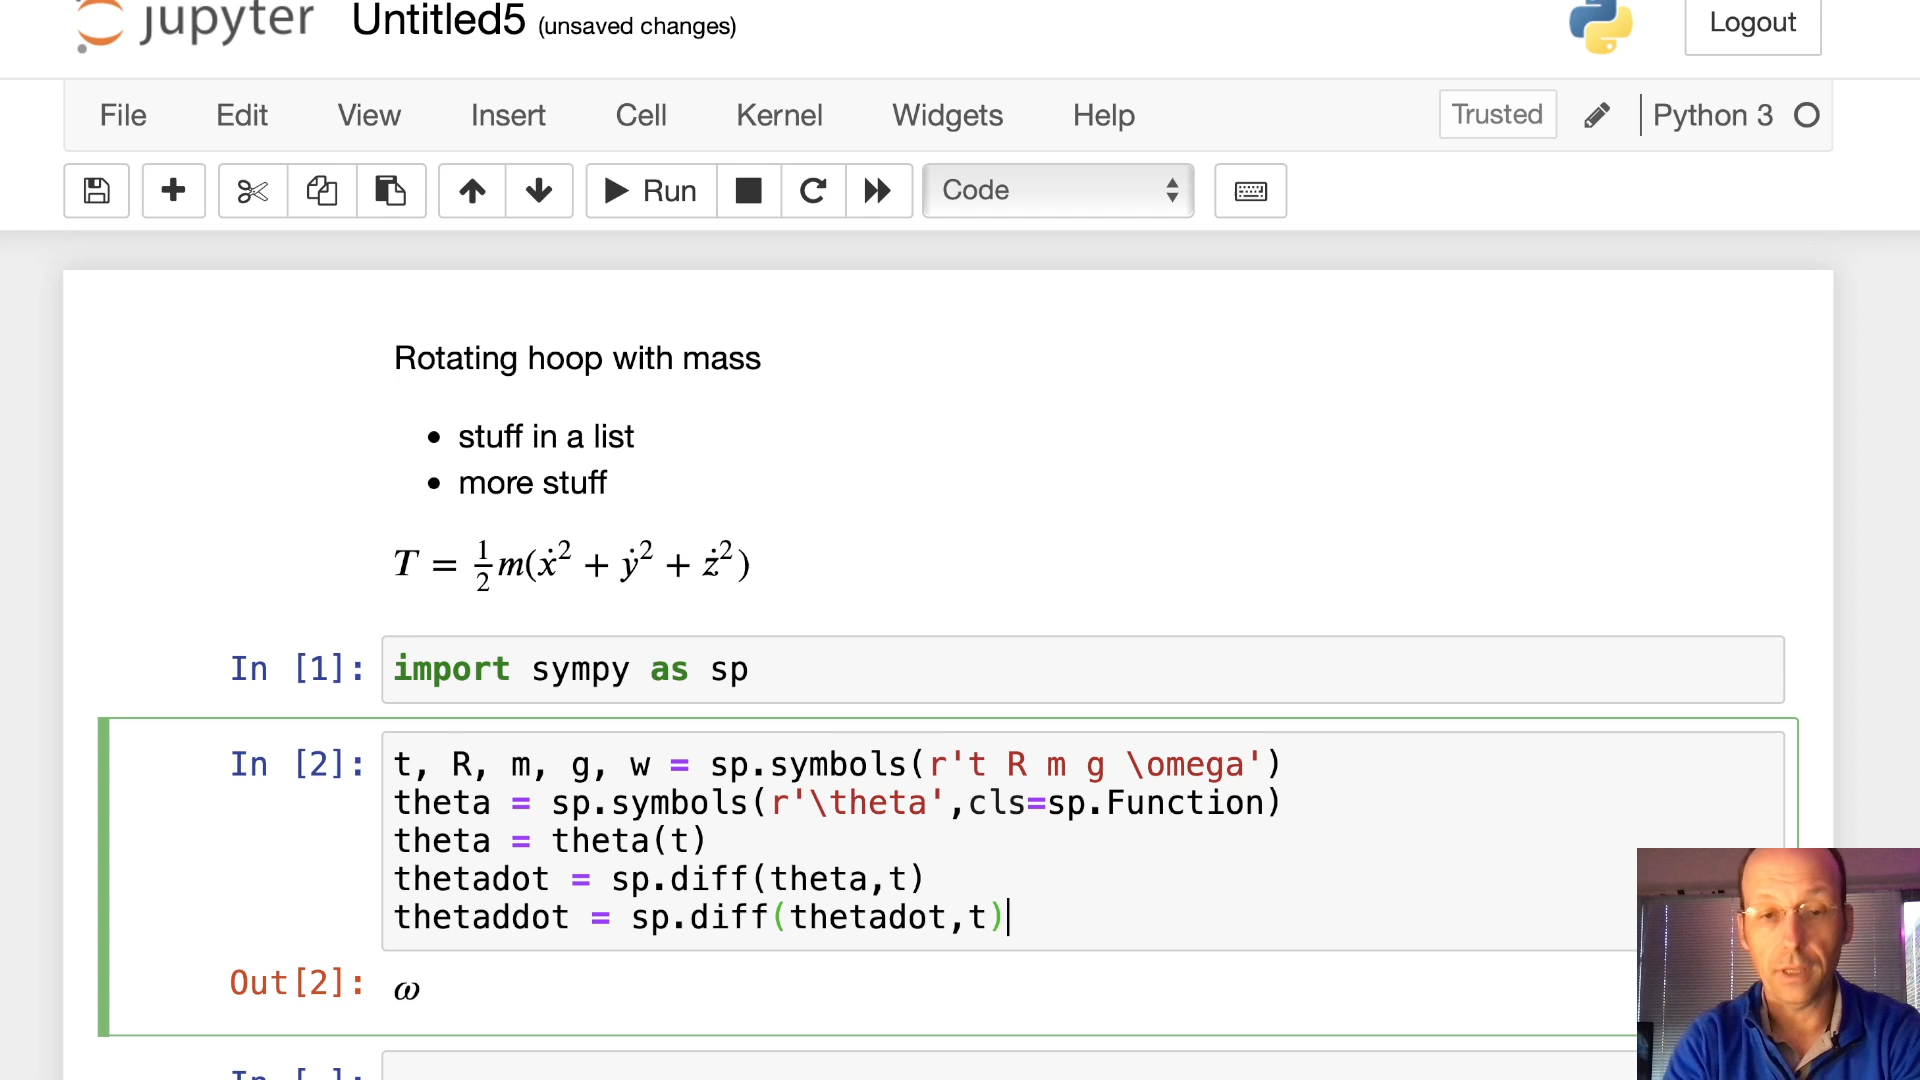 jupyter Untitled5 (unsaved changes) Logout
File Edit View Insert Cell Kernel Widgets Help Trusted Python 3
Run Code
Rotating hoop with mass
• stuff in a list
• more stuff
T = 1/2 m(ẋ² + ẏ² + ż²)
In [1]: import sympy as sp
In [2]: t, R, m, g, w = sp.symbols(r't R m g \omega')
theta = sp.symbols(r'\theta',cls=sp.Function)
theta = theta(t)
thetadot = sp.diff(theta,t)
thetaddot = sp.diff(thetadot,t)
Out[2]: ω
In [ ]: